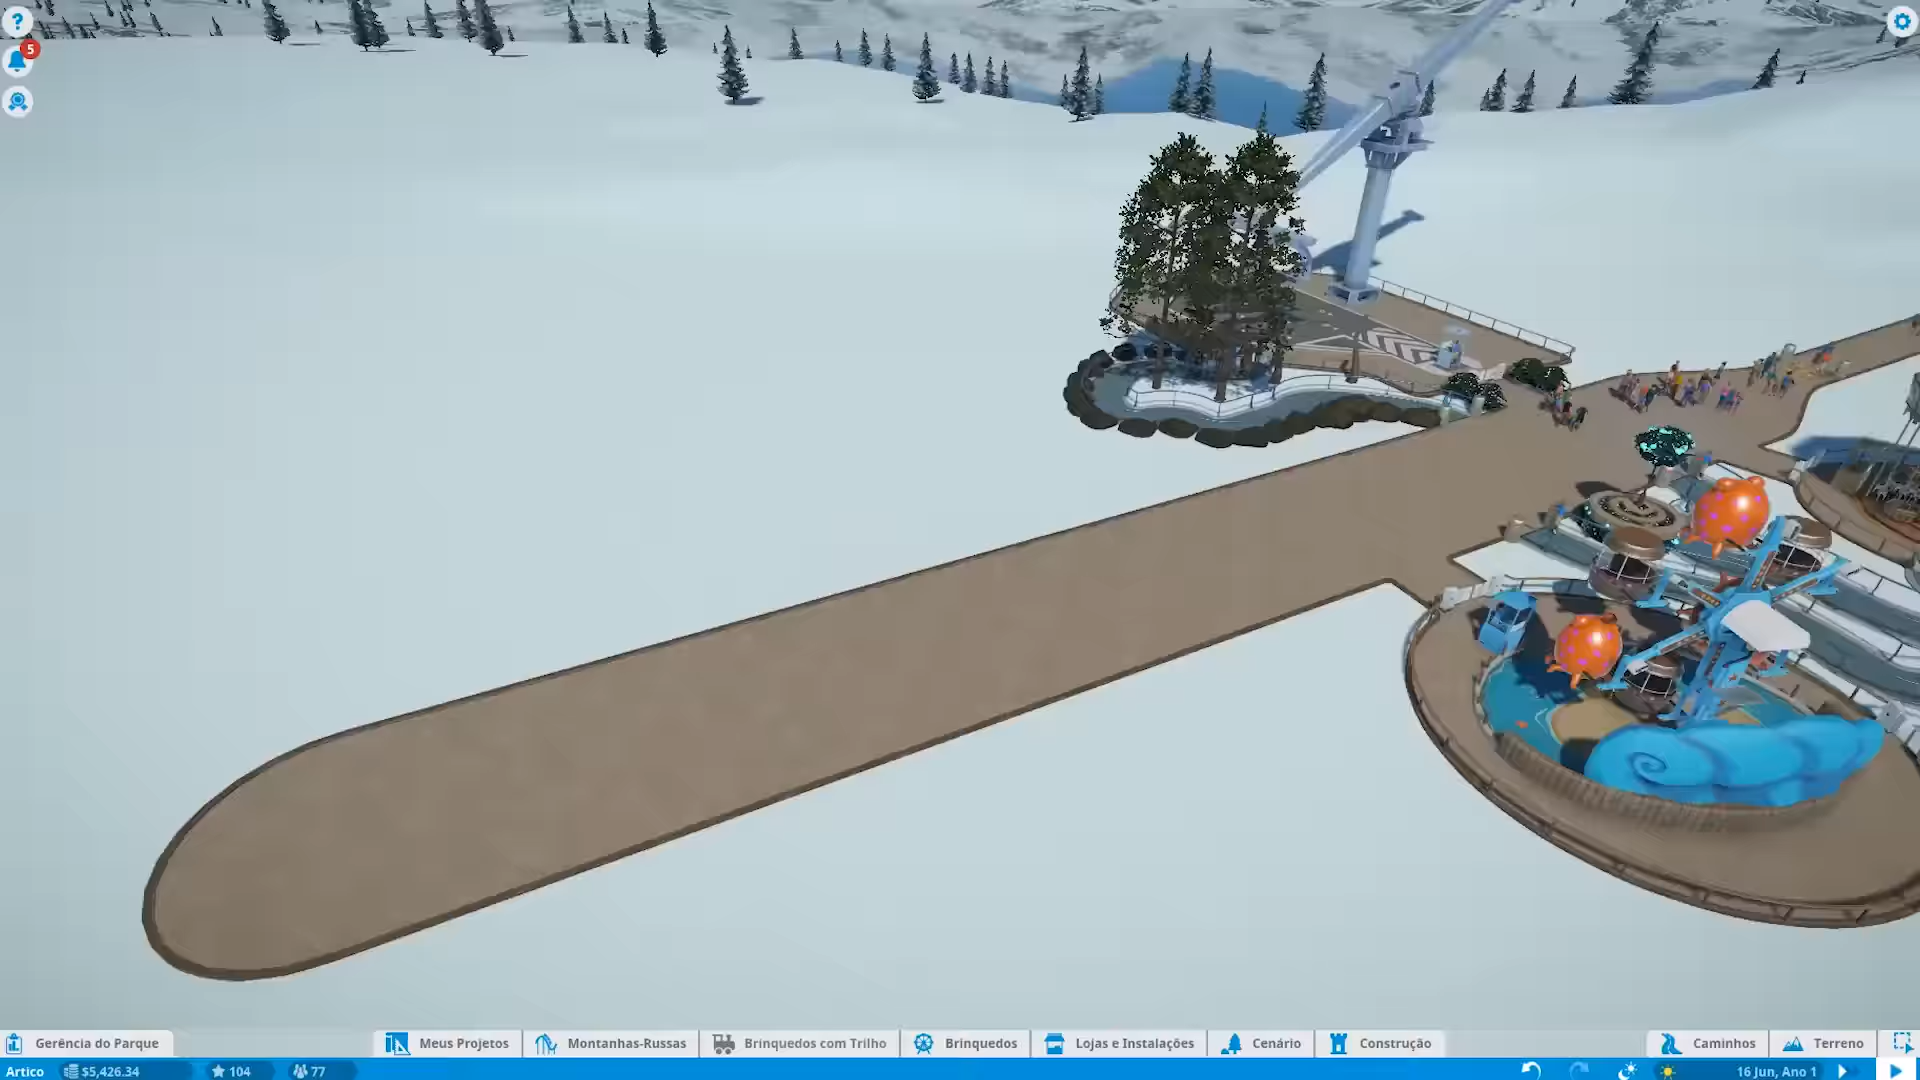 ?
5
Gerência do Parque
Meus Projetos
Montanhas-Russas
Brinquedos com Trilho
Brinquedos
Lojas e Instalações
Cenário
Construção
Caminhos
Terreno
Artico
$5,426.34
104
77
16 Jun, Ano 1